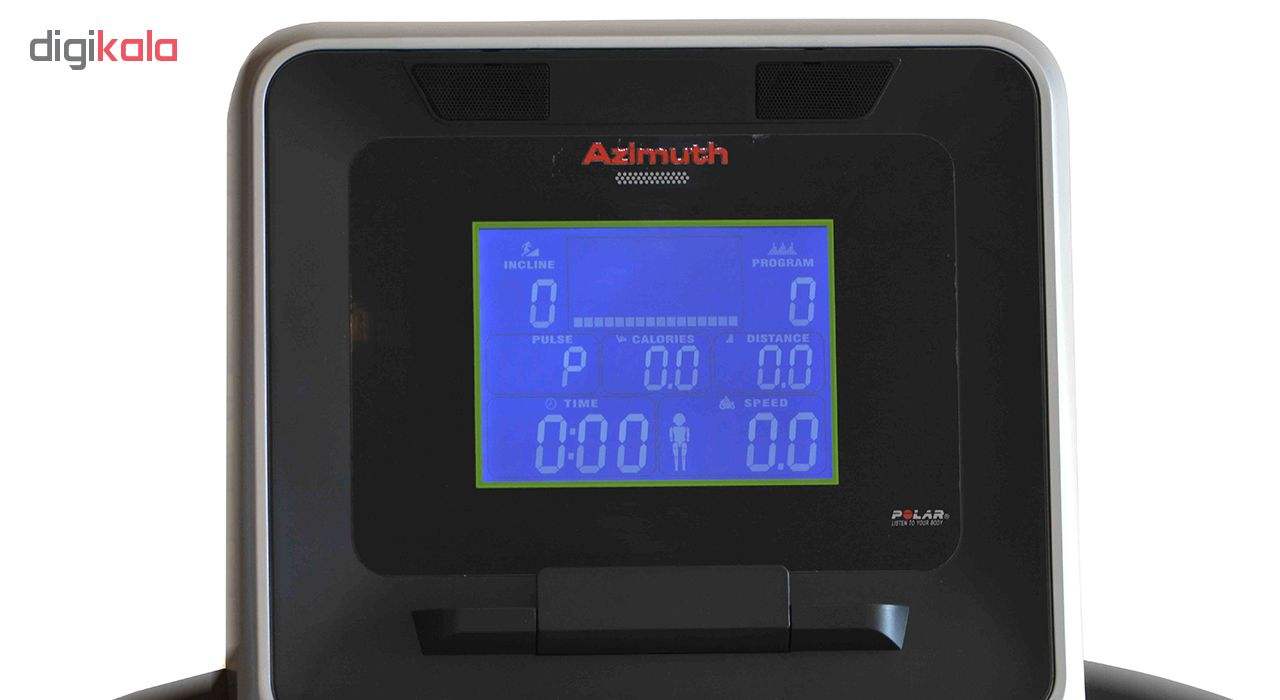 digikala
Azimuth
INCLINE
PROGRAM
0
0
PULSE
CALORIES
DISTANCE
P
0.0
0.0
TIME
SPEED
0:00
0.0
POLAR®
LISTEN TO YOUR BODY